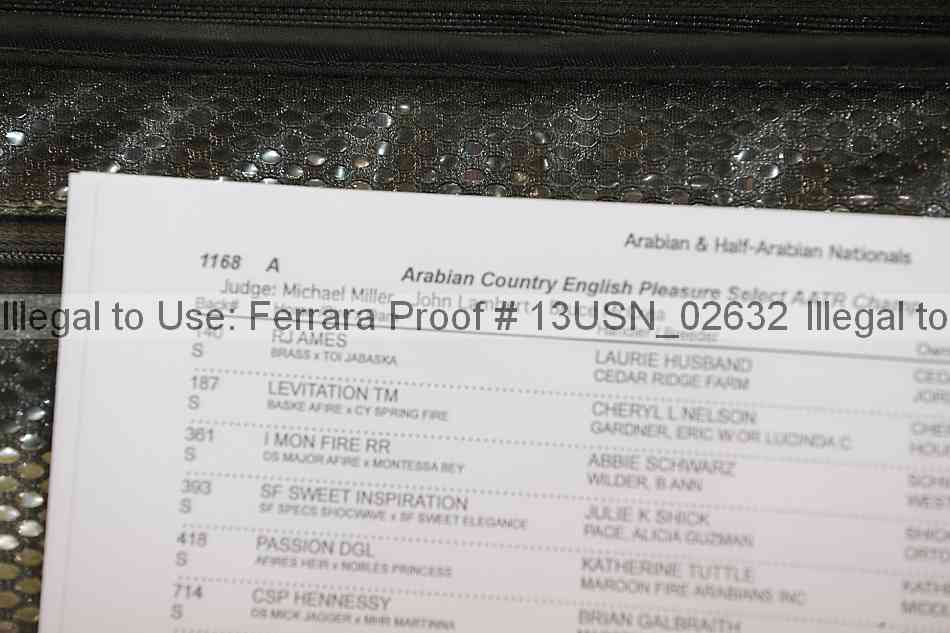 Arabian & Half-Arabian Nationals
1168 A
Arabian Country English Pleasure Select AATR
Judge: Michael Miller, John Lambert,
Illegal to Use: Ferrara Proof # 13USN_02632 Illegal to
Back#
140 RJ AMES LAURIE HUSBAND
S BRASS x TOI JABASKA CEDAR RIDGE FARM
187 LEVITATION TM CHERYL L NELSON
S BASKE AFIRE x CY SPRING FIRE GARDNER, ERIC W OR LUCINDA C
361 I MON FIRE RR ABBIE SCHWARZ
S DS MAJOR AFIRE x MONTESSA BEY WILDER, B ANN
393 SF SWEET INSPIRATION JULIE K SHICK
S SF SPECS SHOCWAVE x SF SWEET ELEGANCE PACE, ALICIA GUZMAN
418 PASSION DGL KATHERINE TUTTLE
S AFIRES HEIR x NOBLES PRINCESS MAROON FIRE ARABIANS INC
714 CSP HENNESSY BRIAN GALBRAITH
S DS MICK JAGGER x MHR MARTINNA